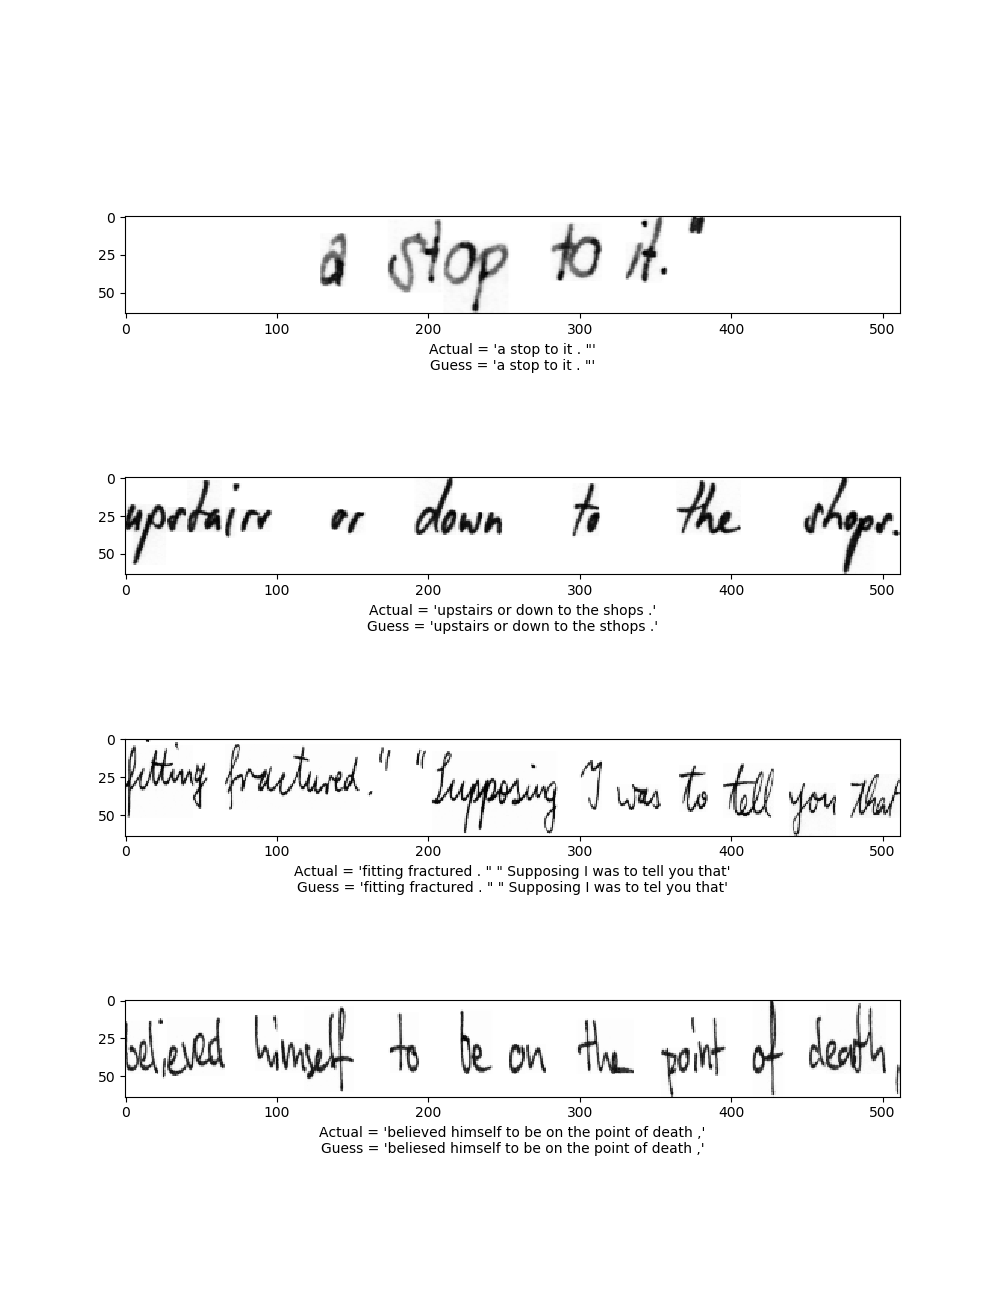 0
25
50
a stop to it."
0 100 200 300 400 500
Actual = 'a stop to it . "'
Guess = 'a stop to it . "'
0
25
50
upstairs or down to the shops.
0 100 200 300 400 500
Actual = 'upstairs or down to the shops .'
Guess = 'upstairs or down to the sthops .'
0
25
50
fitting fractured." "Supposing I was to tell you that
0 100 200 300 400 500
Actual = 'fitting fractured . " " Supposing I was to tell you that'
Guess = 'fitting fractured . " " Supposing I was to tel you that'
0
25
50
believed himself to be on the point of death,
0 100 200 300 400 500
Actual = 'believed himself to be on the point of death ,'
Guess = 'beliesed himself to be on the point of death ,'